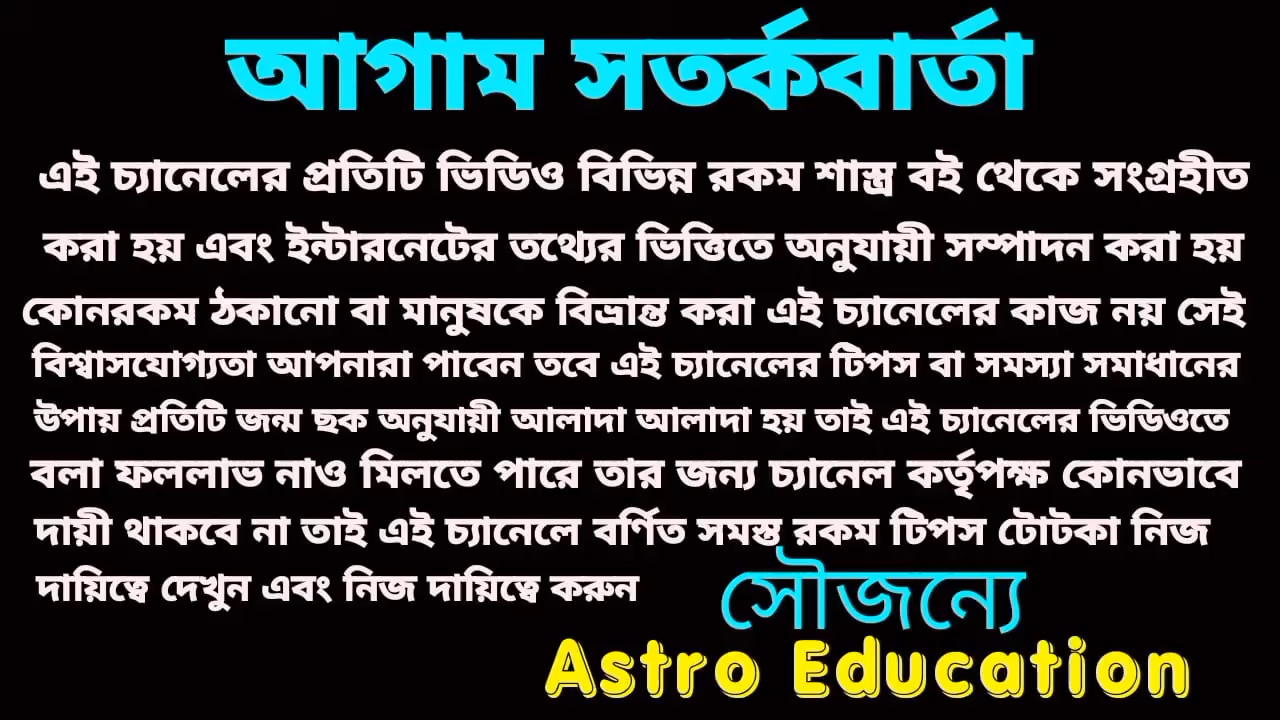 আগাম সতর্কবার্তা
এই চ্যানেলের প্রতিটি ভিডিও বিভিন্ন রকম শাস্ত্র বই থেকে সংগ্রহীত
করা হয় এবং ইন্টারনেটের তথ্যের ভিত্তিতে অনুযায়ী সম্পাদন করা হয়
কোনরকম ঠকানো বা মানুষকে বিভ্রান্ত করা এই চ্যানেলের কাজ নয় সেই
বিশ্বাসযোগ্যতা আপনারা পাবেন তবে এই চ্যানেলের টিপস বা সমস্যা সমাধানের
উপায় প্রতিটি জন্ম ছক অনুযায়ী আলাদা আলাদা হয় তাই এই চ্যানেলের ভিডিওতে
বলা ফললাভ নাও মিলতে পারে তার জন্য চ্যানেল কর্তৃপক্ষ কোনভাবে
দায়ী থাকবে না তাই এই চ্যানেলে বর্ণিত সমস্ত রকম টিপস টোটকা নিজ
দায়িত্বে দেখুন এবং নিজ দায়িত্বে করুন
সৌজন্যে
Astro Education